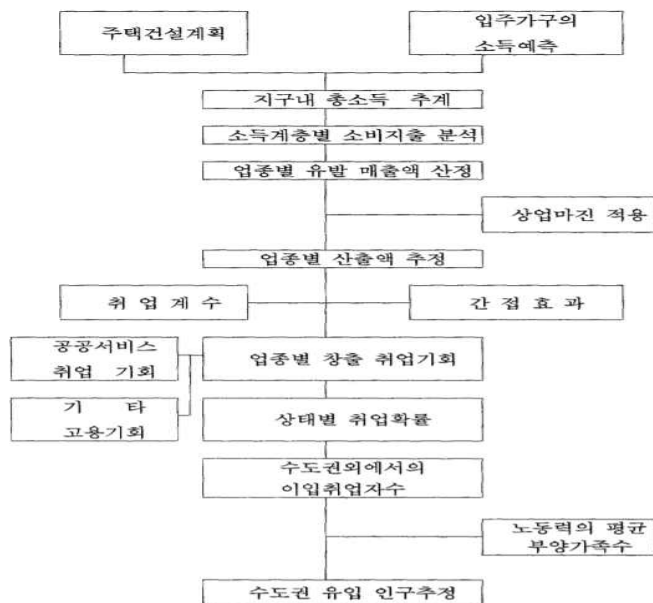 주택건설계획
입주가구의
소득예측
지구내 총소득 추계
소득계층별 소비지출 분석
업종별 유발 매출액 산정
상업마진 적용
업종별 산출액 추정
취 업 계 수
간 접 효 과
공공서비스
취업 기회
업종별 창출 취업기회
기 타
고용기회
상태별 취업확률
수도권외에서의
이입취업자수
노동력의 평균
부양가족수
수도권 유입 인구추정